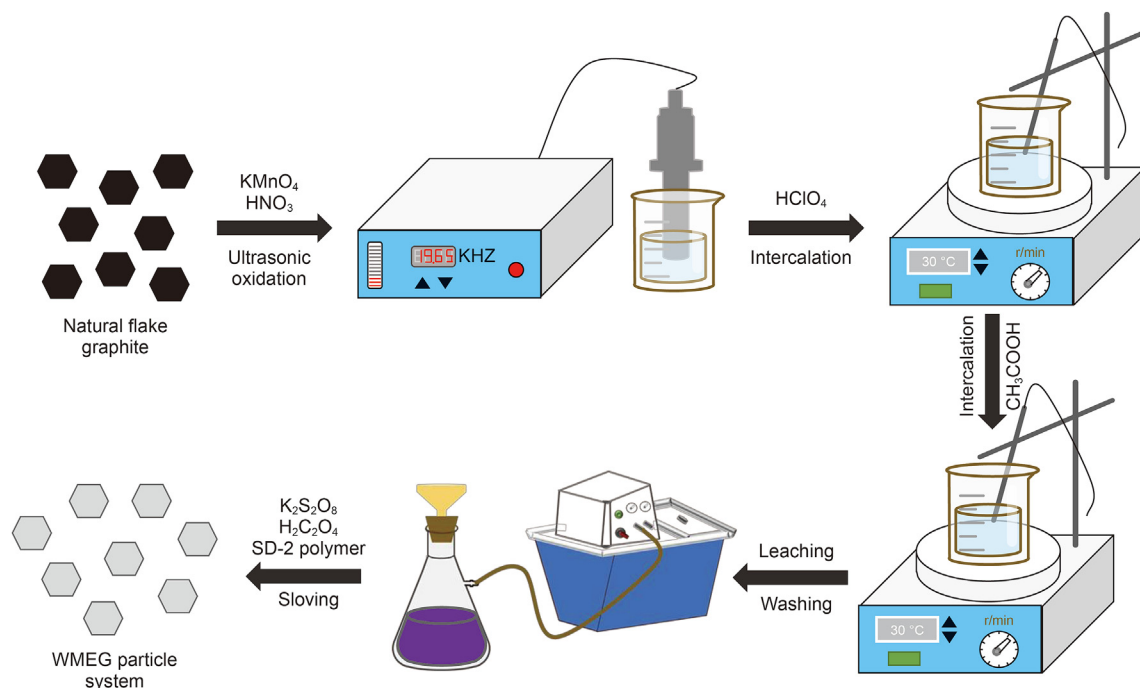 Natural flake
graphite
KMnO₄
HNO₃
Ultrasonic
oxidation
19.65 KHZ
HClO₄
Intercalation
30 °C
r/min
Intercalation
CH₃COOH
30 °C
r/min
Leaching
Washing
K₂S₂O₈
H₂C₂O₄
SD-2 polymer
Sloving
WMEG particle
system